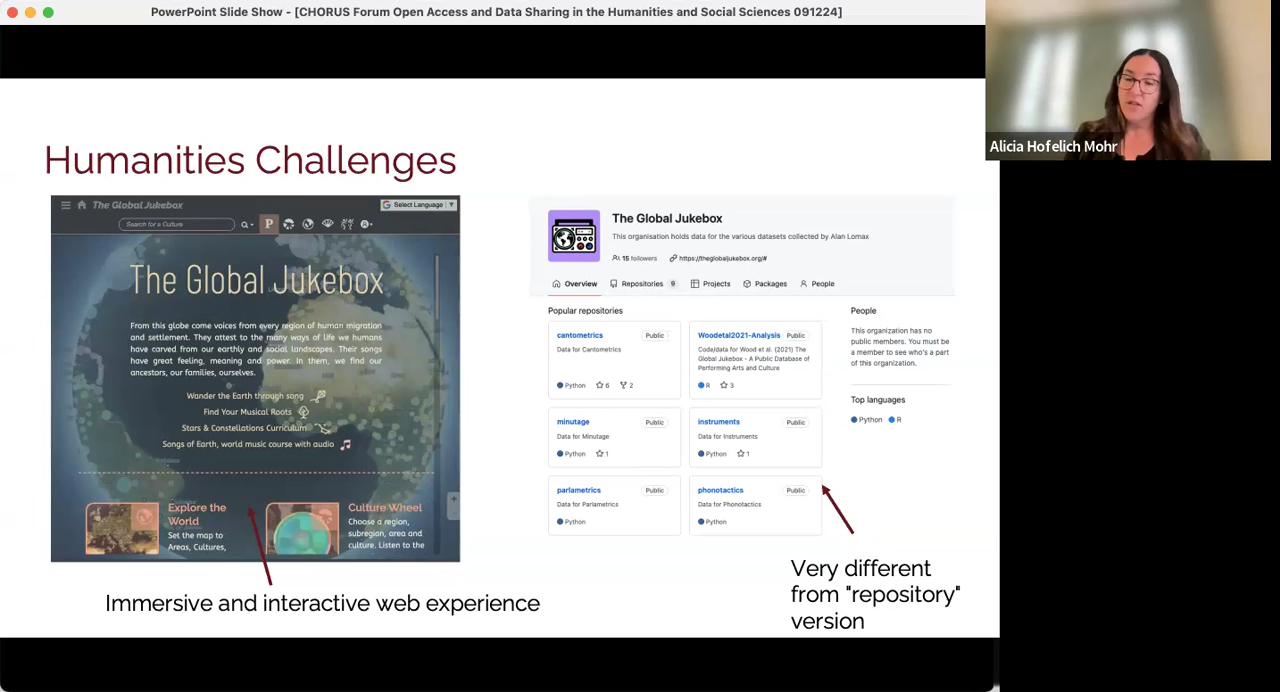 PowerPoint Slide Show - [CHORUS Forum Open Access and Data Sharing in the Humanities and Social Sciences 091224]
Alicia Hofelich Mohr
Humanities Challenges
The Global Jukebox
Select Language
Search for a Culture
P
The Global Jukebox
From this globe come voices from every region of human migration
and settlement. They attest to the many ways of life we humans
have carved from our earthly and social landscapes. Their songs
have great feeling, meaning and power. In them, we find our
ancestors, our families, ourselves.
Wander the Earth through song
Find Your Musical Roots
Stars & Constellations Curriculum
Songs of Earth, world music course with audio
Explore the
World
Set the map to
Areas, Cultures,
Culture Wheel
Choose a region,
subregion, area and
culture. Listen to the
Immersive and interactive web experience
The Global Jukebox
This organisation holds data for the various datasets collected by Alan Lomax
15 followers https://theglobaljukebox.org/#
Overview Repositories 9 Projects Packages People
Popular repositories
cantometrics Public
Data for Cantometrics
Python 6 2
Woodetal2021-Analysis Public
Code/data for Wood et al. (2021) The
Global Jukebox - A Public Database of
Performing Arts and Culture
R 3
minutage Public
Data for Minutage
Python 1
instruments Public
Data for Instruments
Python 1
parlametrics Public
Data for Parlametrics
Python
phonotactics Public
Data for Phonotactics
Python
People
This organization has no
public members. You must be
a member to see who's a part
of this organization.
Top languages
Python R
Very different
from "repository"
version